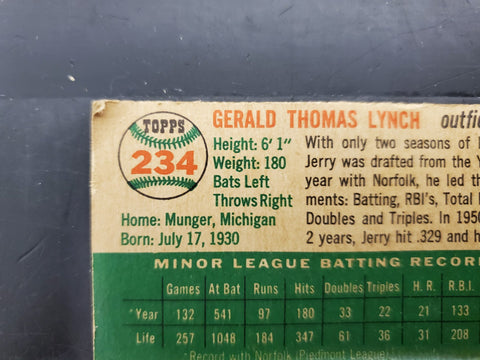 TOPPS
234
GERALD THOMAS LYNCH
Height: 6' 1"
Weight: 180
Bats Left
Throws Right
Home: Munger, Michigan
Born: July 17, 1930
With only two seasons of
Jerry was drafted from the
year with Norfolk, he led th
ments: Batting, RBI's, Total
Doubles and Triples. In 1950
2 years, Jerry hit .329 and h
MINOR LEAGUE BATTING RECOR
Games At Bat Runs Hits Doubles Triples H. R. R.B.I.
*Year 132 541 97 180 33 22 21 133
Life 257 1048 184 347 61 36 31 208
*Record with Norfolk (Piedmont League)